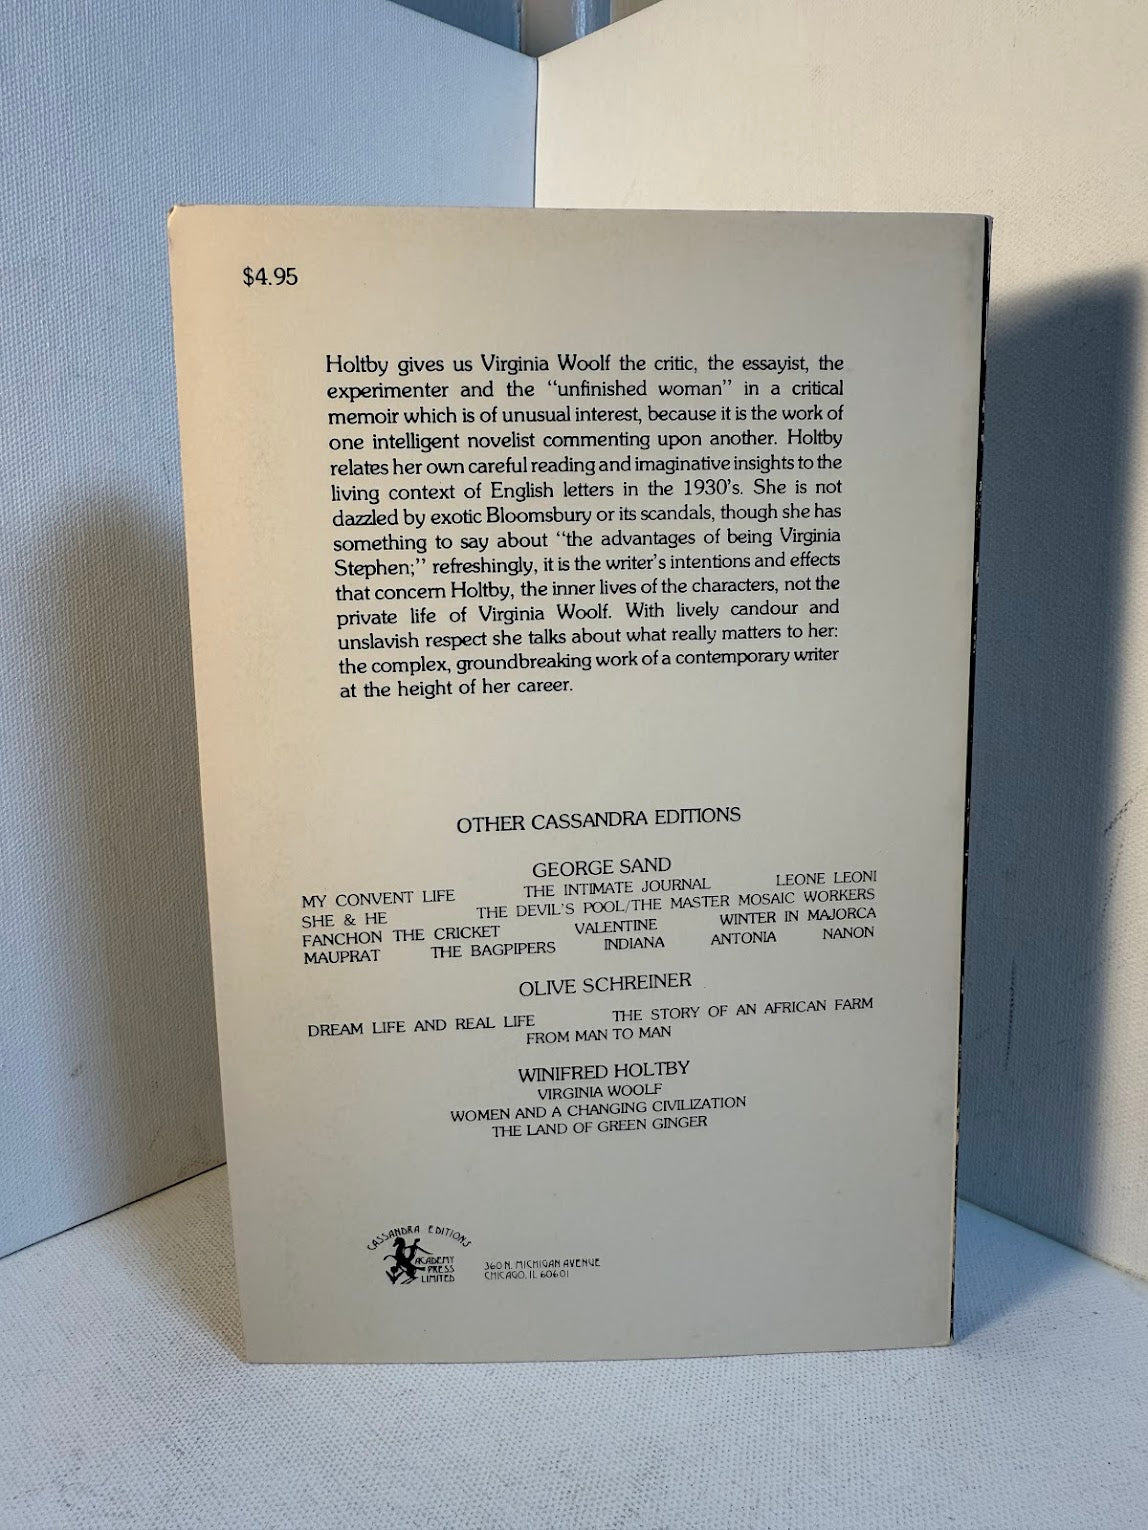 $4.95
Holtby gives us Virginia Woolf the critic, the essayist, the
experimenter and the "unfinished woman" in a critical
memoir which is of unusual interest, because it is the work of
one intelligent novelist commenting upon another. Holtby
relates her own careful reading and imaginative insights to the
living context of English letters in the 1930's. She is not
dazzled by exotic Bloomsbury or its scandals, though she has
something to say about "the advantages of being Virginia
Stephen;" refreshingly, it is the writer's intentions and effects
that concern Holtby, the inner lives of the characters, not the
private life of Virginia Woolf. With lively candour and
unslavish respect she talks about what really matters to her:
the complex, groundbreaking work of a contemporary writer
at the height of her career.
OTHER CASSANDRA EDITIONS
GEORGE SAND
MY CONVENT LIFE THE INTIMATE JOURNAL LEONE LEONI
SHE & HE THE DEVIL'S POOL/THE MASTER MOSAIC WORKERS
FANCHON THE CRICKET VALENTINE WINTER IN MAJORCA
MAUPRAT THE BAGPIPERS INDIANA ANTONIA NANON
OLIVE SCHREINER
DREAM LIFE AND REAL LIFE THE STORY OF AN AFRICAN FARM
FROM MAN TO MAN
WINIFRED HOLTBY
VIRGINIA WOOLF
WOMEN AND A CHANGING CIVILIZATION
THE LAND OF GREEN GINGER
CASSANDRA EDITIONS
ACADEMY
PRESS
LIMITED
360 N. MICHIGAN AVENUE
CHICAGO, IL 60601